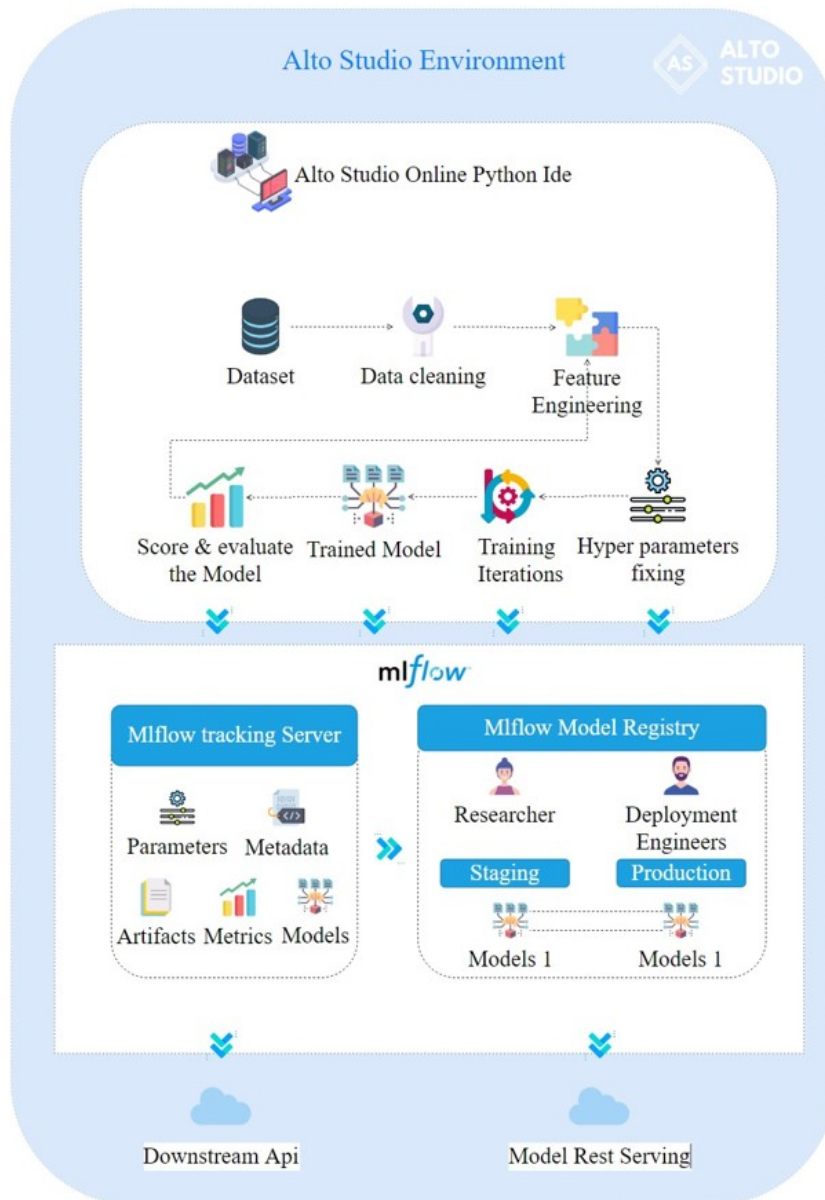 Alto Studio Environment
AS
ALTO
STUDIO
Alto Studio Online Python Ide
Dataset
Data cleaning
Feature
Engineering
Score & evaluate
the Model
Trained Model
Training
Iterations
Hyper parameters
fixing
mlflow
Mlflow tracking Server
Parameters
Metadata
Artifacts
Metrics
Models
Mlflow Model Registry
Researcher
Deployment
Engineers
Staging
Production
Models 1
Models 1
Downstream Api
Model Rest Serving